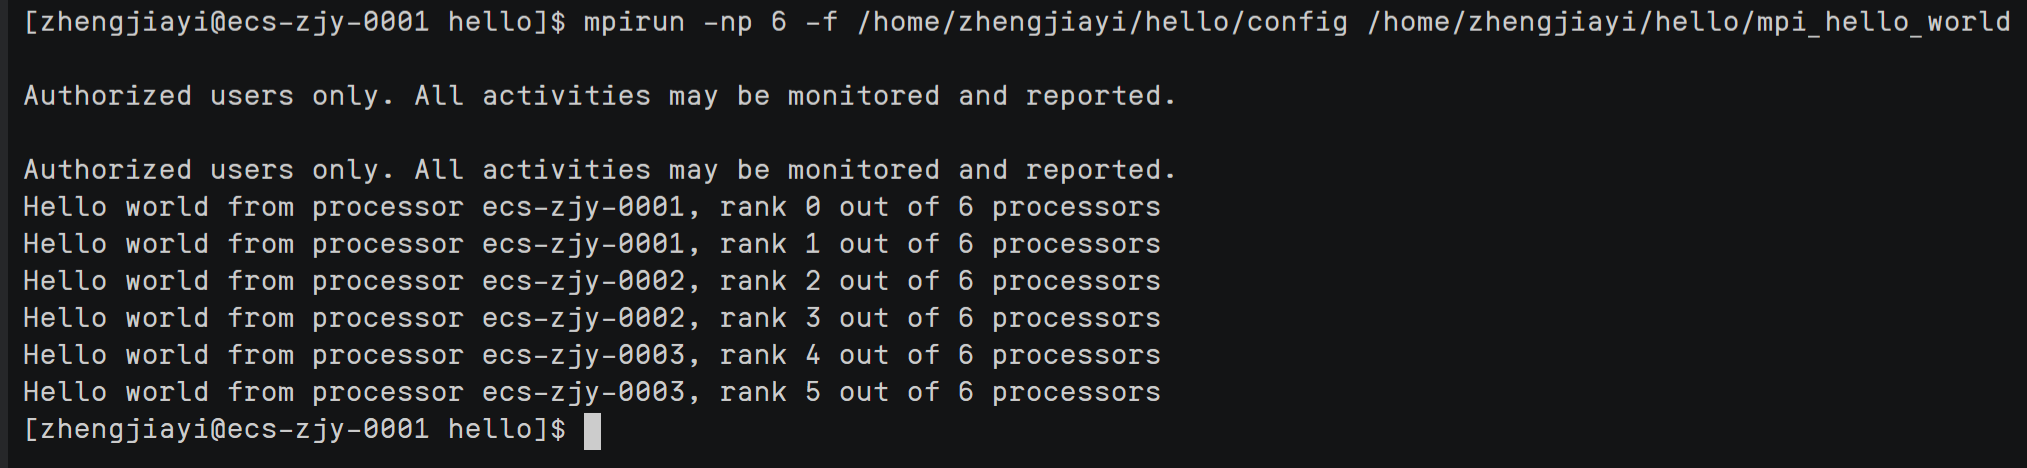 [zhengjiayi@ecs-zjy-0001 hello]$ mpirun -np 6 -f /home/zhengjiayi/hello/config /home/zhengjiayi/hello/mpi_hello_world
Authorized users only. All activities may be monitored and reported.
Authorized users only. All activities may be monitored and reported.
Hello world from processor ecs-zjy-0001, rank 0 out of 6 processors
Hello world from processor ecs-zjy-0001, rank 1 out of 6 processors
Hello world from processor ecs-zjy-0002, rank 2 out of 6 processors
Hello world from processor ecs-zjy-0002, rank 3 out of 6 processors
Hello world from processor ecs-zjy-0003, rank 4 out of 6 processors
Hello world from processor ecs-zjy-0003, rank 5 out of 6 processors
[zhengjiayi@ecs-zjy-0001 hello]$